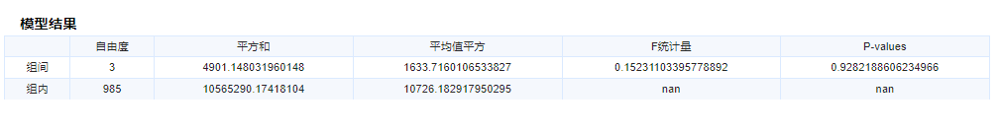 模型结果
自由度 平方和 平均值平方 F统计量 P-values
组间 3 4901.148031960148 1633.7160106533827 0.15231103395778892 0.9282188606234966
组内 985 10565290.17418104 10726.182917950295 nan nan